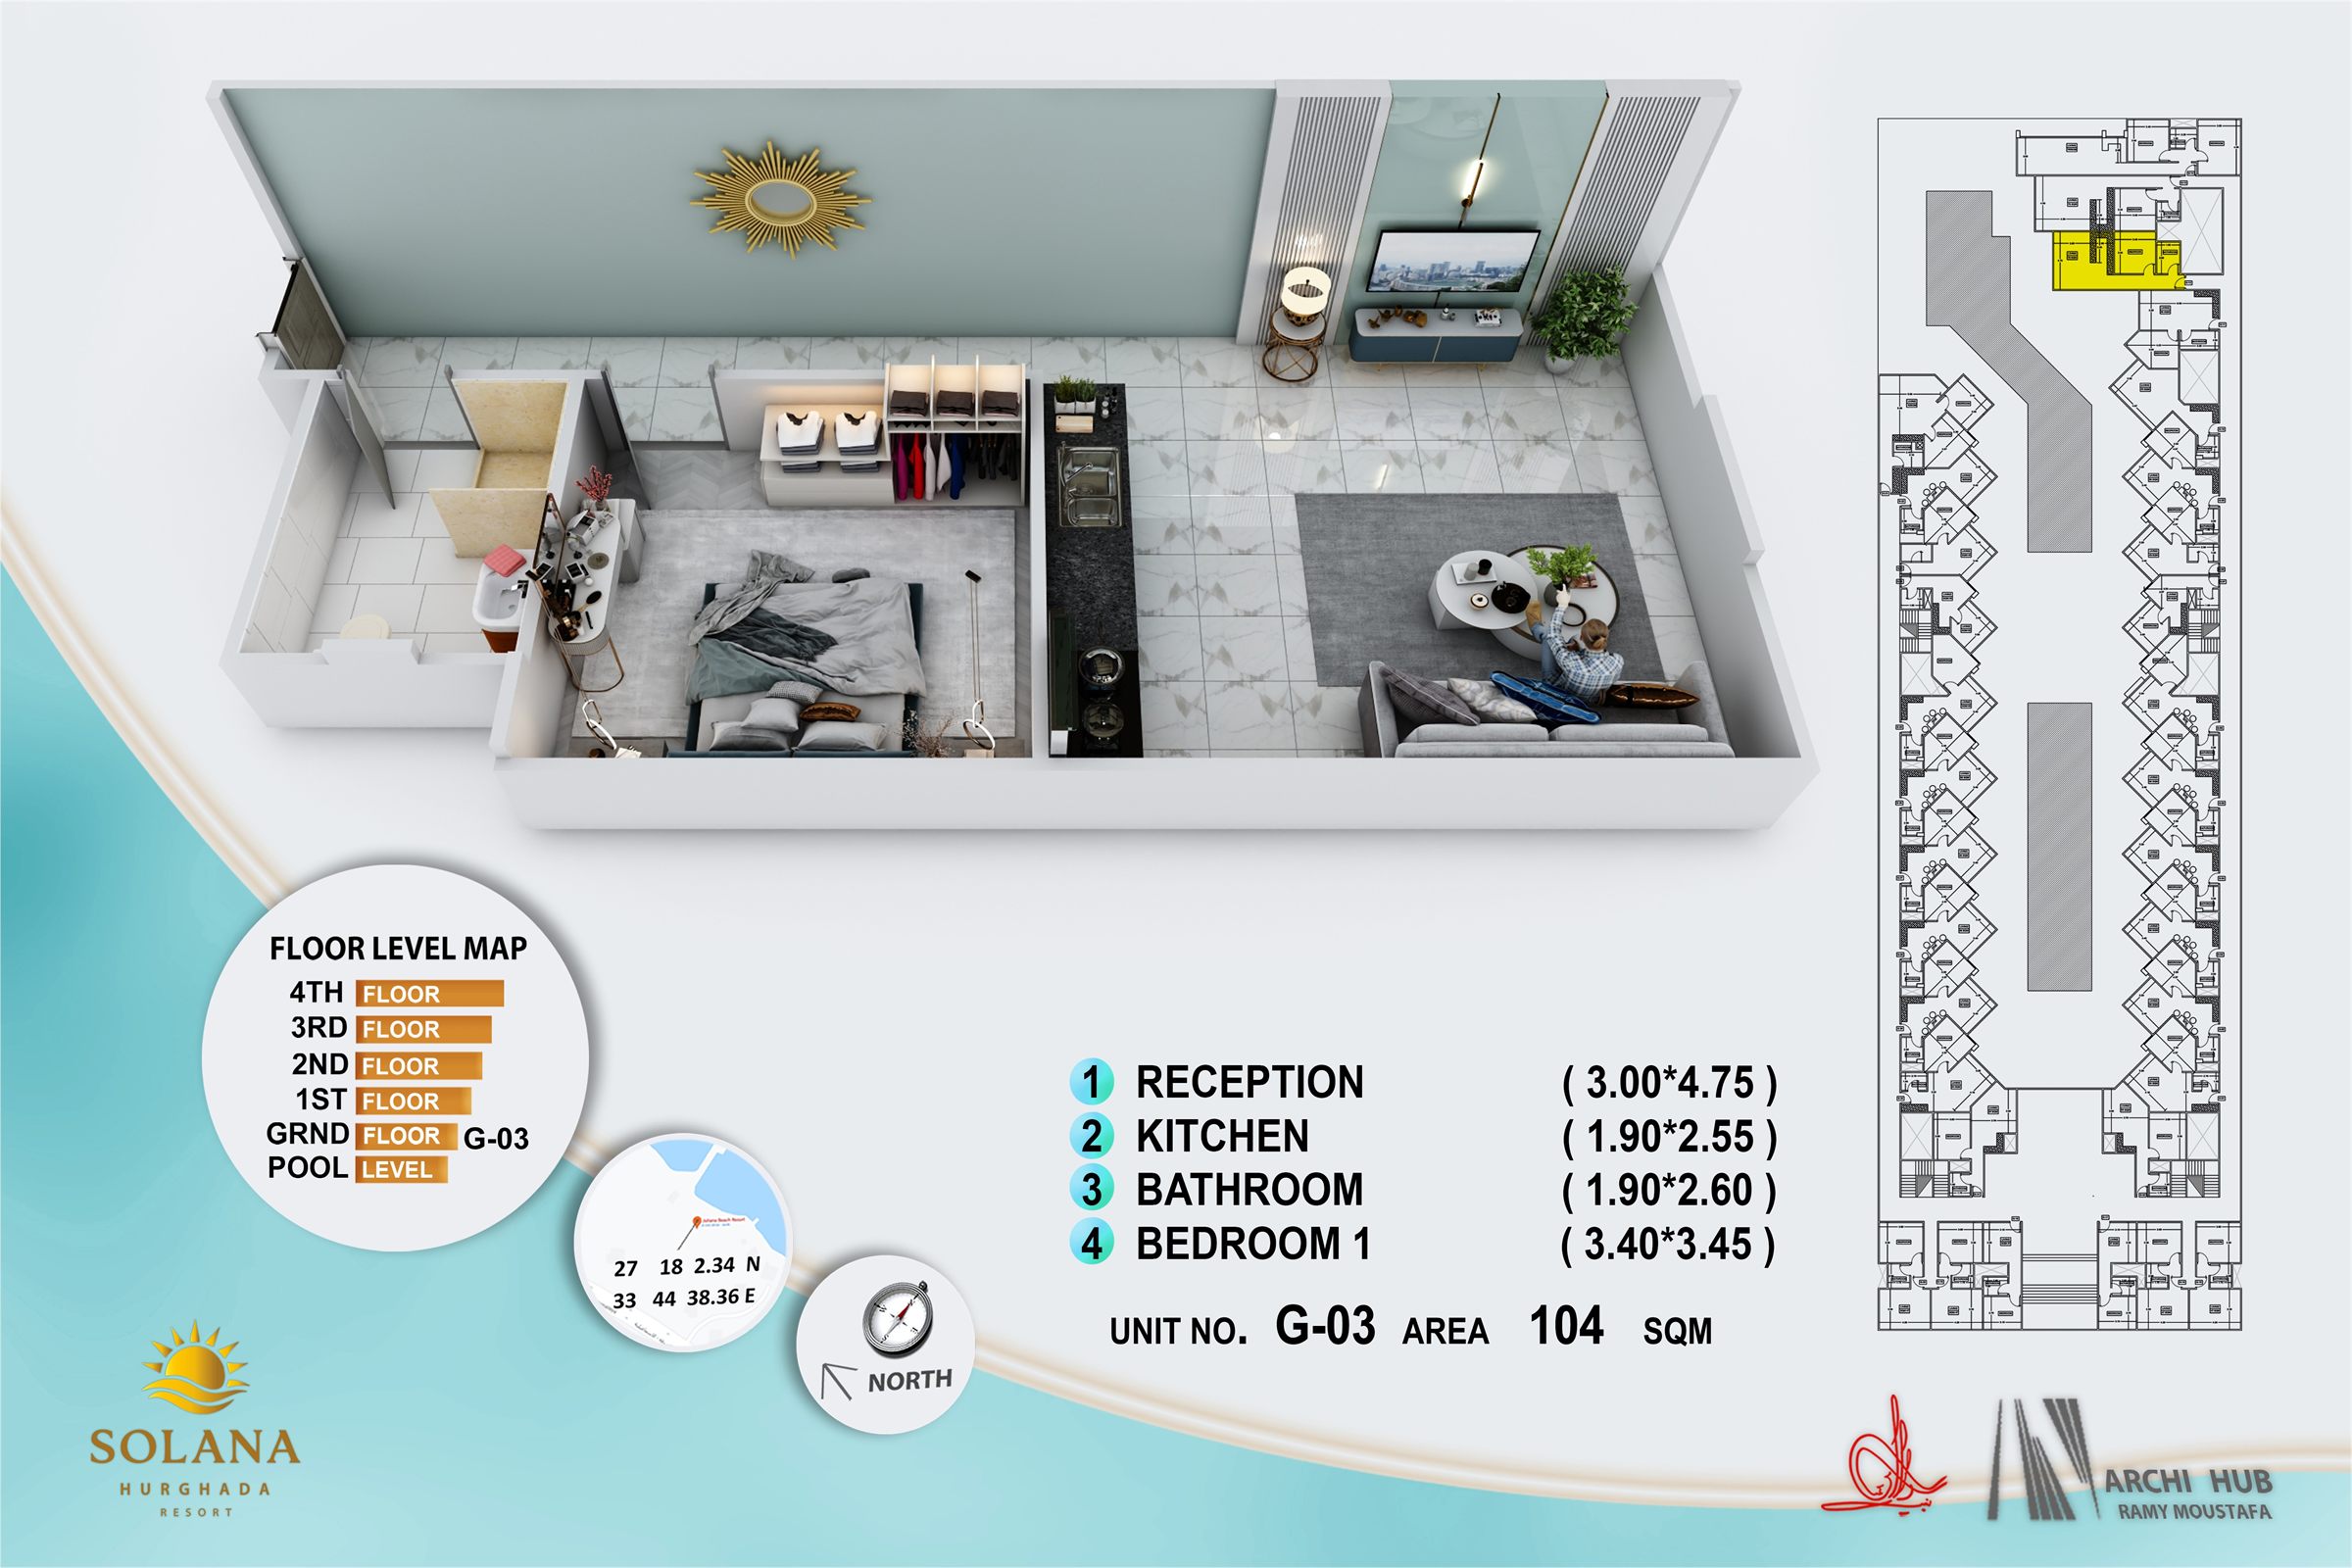 FLOOR LEVEL MAP
4TH FLOOR
3RD FLOOR
2ND FLOOR
1ST FLOOR
GRND FLOOR G-03
POOL LEVEL
27 18 2.34 N
33 44 38.36 E
NORTH
1 RECEPTION ( 3.00*4.75 )
2 KITCHEN ( 1.90*2.55 )
3 BATHROOM ( 1.90*2.60 )
4 BEDROOM 1 ( 3.40*3.45 )
UNIT NO. G-03 AREA 104 SQM
SOLANA
HURGHADA
RESORT
ARCHI HUB
RAMY MOUSTAFA